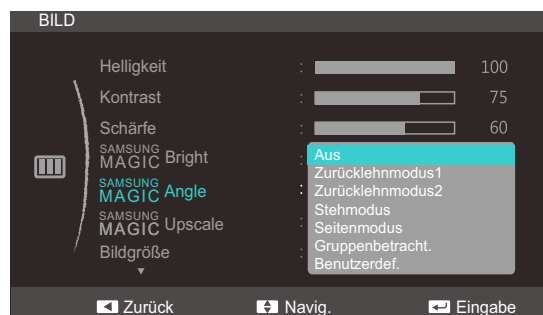 BILD
Helligkeit : 100
Kontrast : 75
Schärfe : 60
SAMSUNG MAGIC Bright :
SAMSUNG MAGIC Angle :
SAMSUNG MAGIC Upscale :
Bildgröße :
Aus
Zurücklehnmodus1
Zurücklehnmodus2
Stehmodus
Seitenmodus
Gruppenbetracht.
Benutzerdef.
Zurück Navig. Eingabe